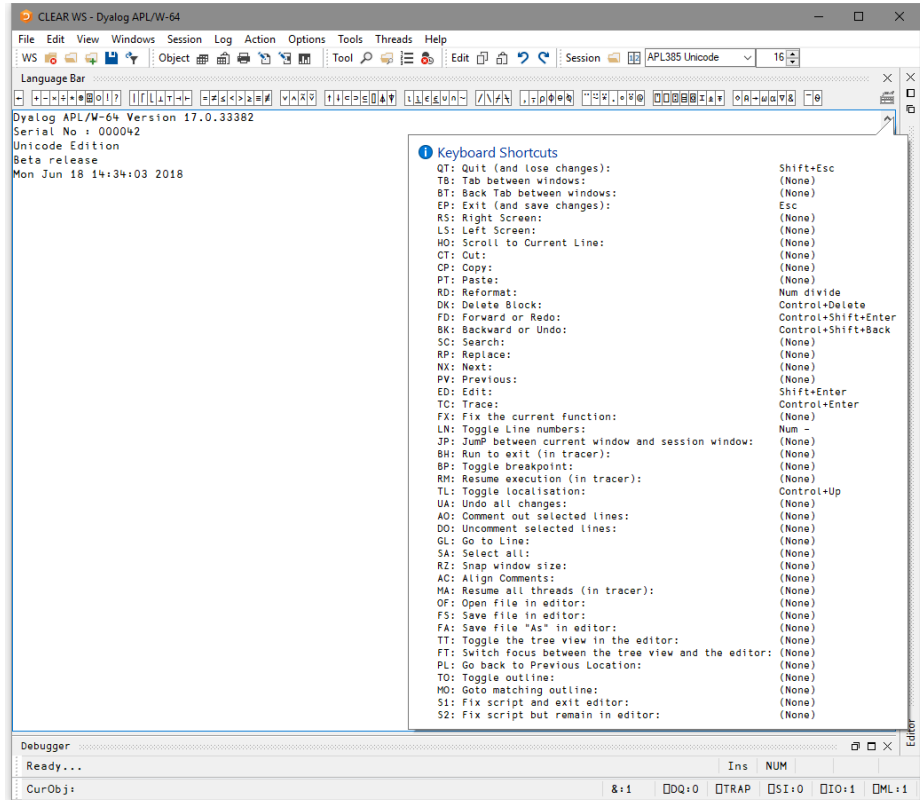 CLEAR WS - Dyalog APL/W-64
File Edit View Windows Session Log Action Options Tools Threads Help
WS Object Tool Edit Session APL385 Unicode 16
Language Bar
Dyalog APL/W-64 Version 17.0.33382
Serial No : 000042
Unicode Edition
Beta release
Mon Jun 18 14:34:03 2018
Keyboard Shortcuts
QT: Quit (and lose changes): Shift+Esc
TB: Tab between windows: (None)
BT: Back Tab between windows: (None)
EP: Exit (and save changes): Esc
RS: Right Screen: (None)
LS: Left Screen: (None)
HO: Scroll to Current Line: (None)
CT: Cut: (None)
CP: Copy: (None)
PT: Paste: (None)
RD: Reformat: Num divide
DK: Delete Block: Control+Delete
FD: Forward or Redo: Control+Shift+Enter
BK: Backward or Undo: Control+Shift+Back
SC: Search: (None)
RP: Replace: (None)
NX: Next: (None)
PV: Previous: (None)
ED: Edit: Shift+Enter
TC: Trace: Control+Enter
FX: Fix the current function: (None)
LN: Toggle Line numbers: Num -
JP: JumP between current window and session window: (None)
BH: Run to exit (in tracer): (None)
BP: Toggle breakpoint: (None)
RM: Resume execution (in tracer): (None)
TL: Toggle localisation: Control+Up
UA: Undo all changes: (None)
AO: Comment out selected lines: (None)
DO: Uncomment selected lines: (None)
GL: Go to Line: (None)
SA: Select all: (None)
RZ: Snap window size: (None)
AC: Align Comments: (None)
MA: Resume all threads (in tracer): (None)
OF: Open file in editor: (None)
FS: Save file in editor: (None)
FA: Save file "As" in editor: (None)
TT: Toggle the tree view in the editor: (None)
FT: Switch focus between the tree view and the editor: (None)
PL: Go back to Previous Location: (None)
TO: Toggle outline: (None)
MO: Goto matching outline: (None)
S1: Fix script and exit editor: (None)
S2: Fix script but remain in editor: (None)
Editor
Debugger
Ready... Ins NUM
CurObj: &:1 ⎕DQ:0 ⎕TRAP ⎕SI:0 ⎕IO:1 ⎕ML:1